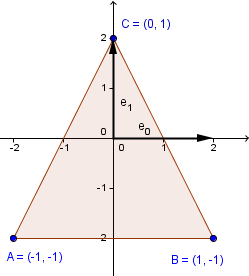 C = (0, 1)
2
e1
1
e0
0
-2
-1
0
1
2
-1
2
A = (-1, -1)
B = (1, -1)